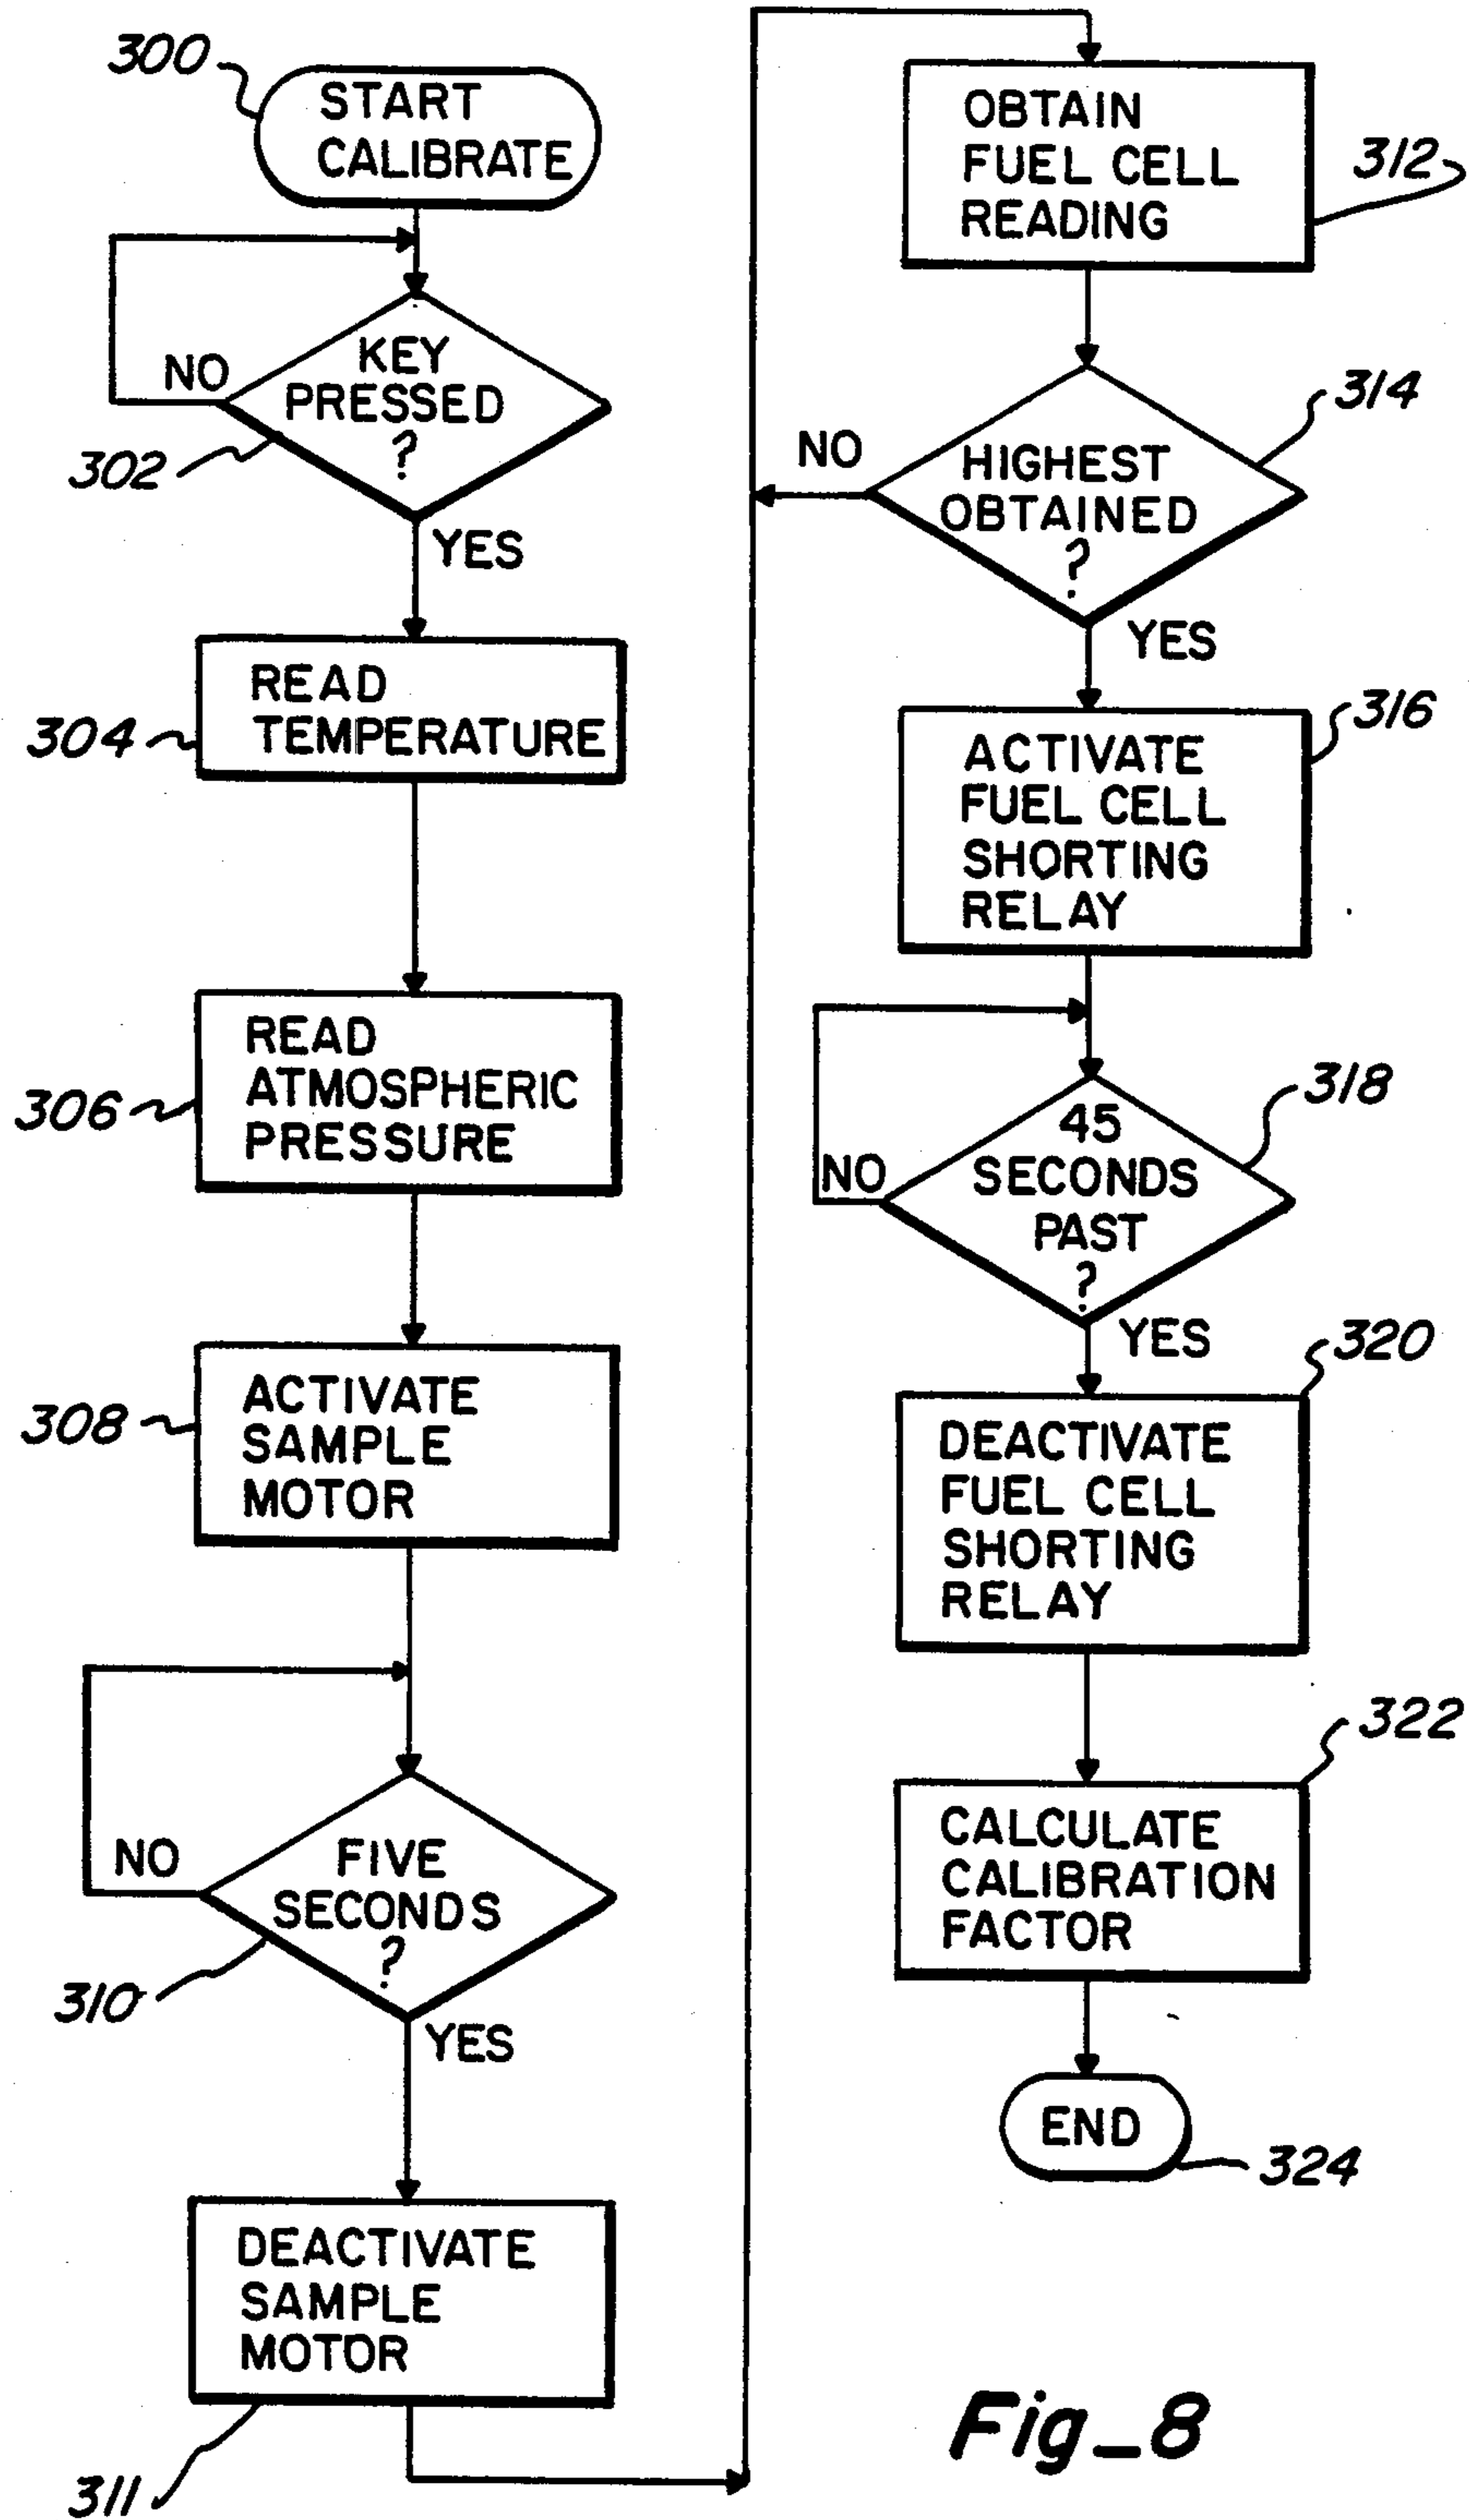 300
START
CALIBRATE
NO
KEY
PRESSED
?
302
YES
READ
TEMPERATURE
304
READ
ATMOSPHERIC
PRESSURE
306
ACTIVATE
SAMPLE
MOTOR
308
NO
FIVE
SECONDS
?
310
YES
DEACTIVATE
SAMPLE
MOTOR
311
OBTAIN
FUEL CELL
READING
312
314
NO
HIGHEST
OBTAINED
?
YES
316
ACTIVATE
FUEL CELL
SHORTING
RELAY
318
45
NO
SECONDS
PAST
?
YES
320
DEACTIVATE
FUEL CELL
SHORTING
RELAY
322
CALCULATE
CALIBRATION
FACTOR
END
324
Fig_8